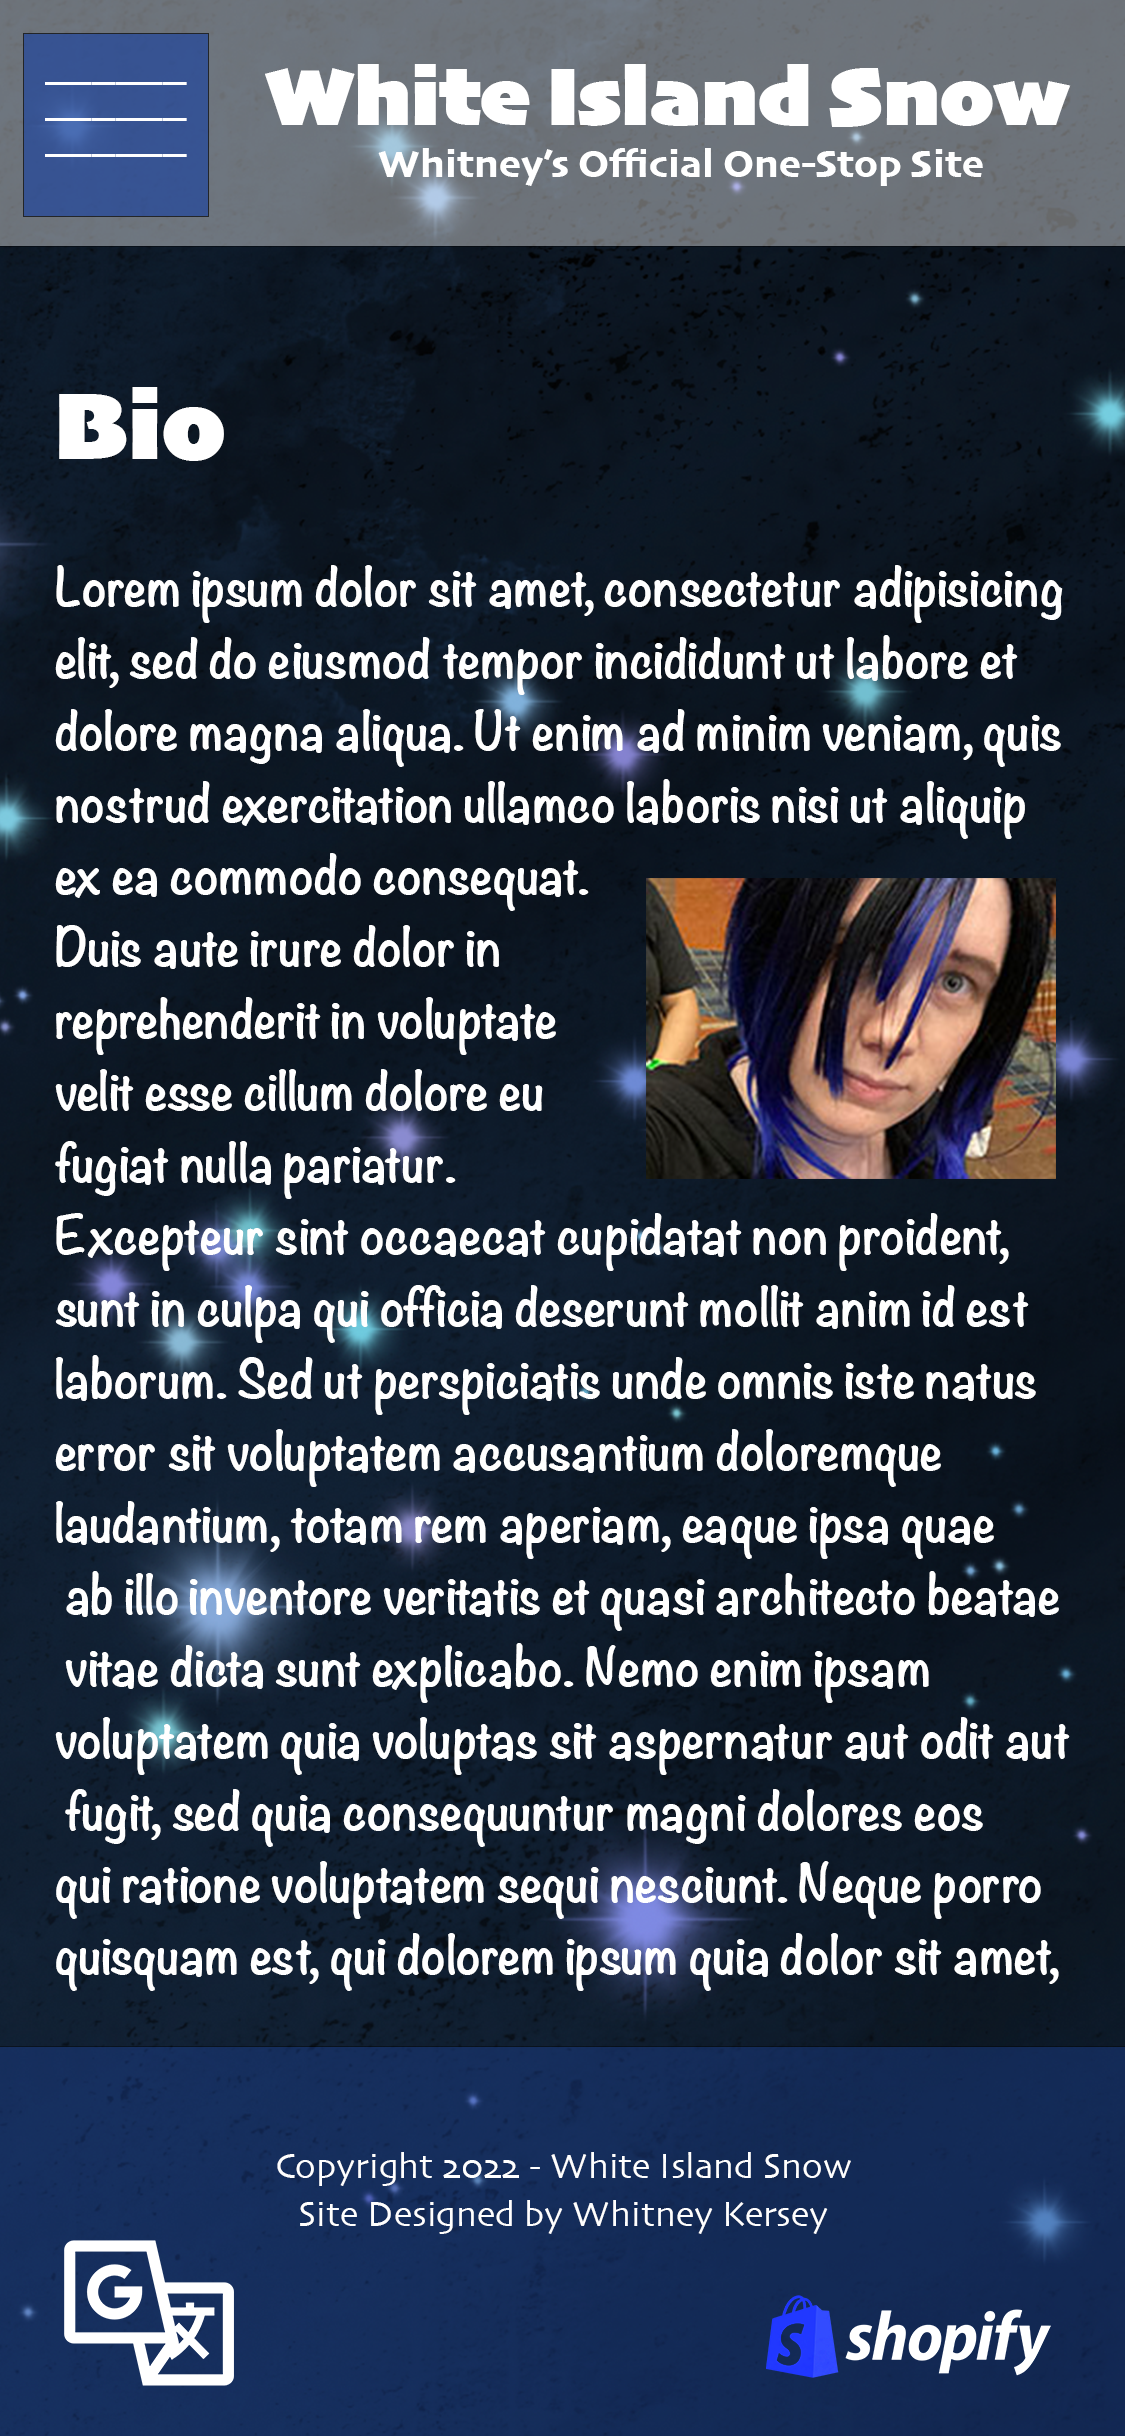 White Island Snow
Whitney's Official One-Stop Site
Bio
Lorem ipsum dolor sit amet, consectetur adipisicing
elit, sed do eiusmod tempor incididunt ut labore et
dolore magna aliqua. Ut enim ad minim veniam, quis
nostrud exercitation ullamco laboris nisi ut aliquip
ex ea commodo consequat.
Duis aute irure dolor in
reprehenderit in voluptate
velit esse cillum dolore eu
fugiat nulla pariatur.
Excepteur sint occaecat cupidatat non proident,
sunt in culpa qui officia deserunt mollit anim id est
laborum. Sed ut perspiciatis unde omnis iste natus
error sit voluptatem accusantium doloremque
laudantium, totam rem aperiam, eaque ipsa quae
ab illo inventore veritatis et quasi architecto beatae
vitae dicta sunt explicabo. Nemo enim ipsam
voluptatem quia voluptas sit aspernatur aut odit aut
fugit, sed quia consequuntur magni dolores eos
qui ratione voluptatem sequi nesciunt. Neque porro
quisquam est, qui dolorem ipsum quia dolor sit amet,
Copyright 2022 - White Island Snow
Site Designed by Whitney Kersey
G 文
S shopify